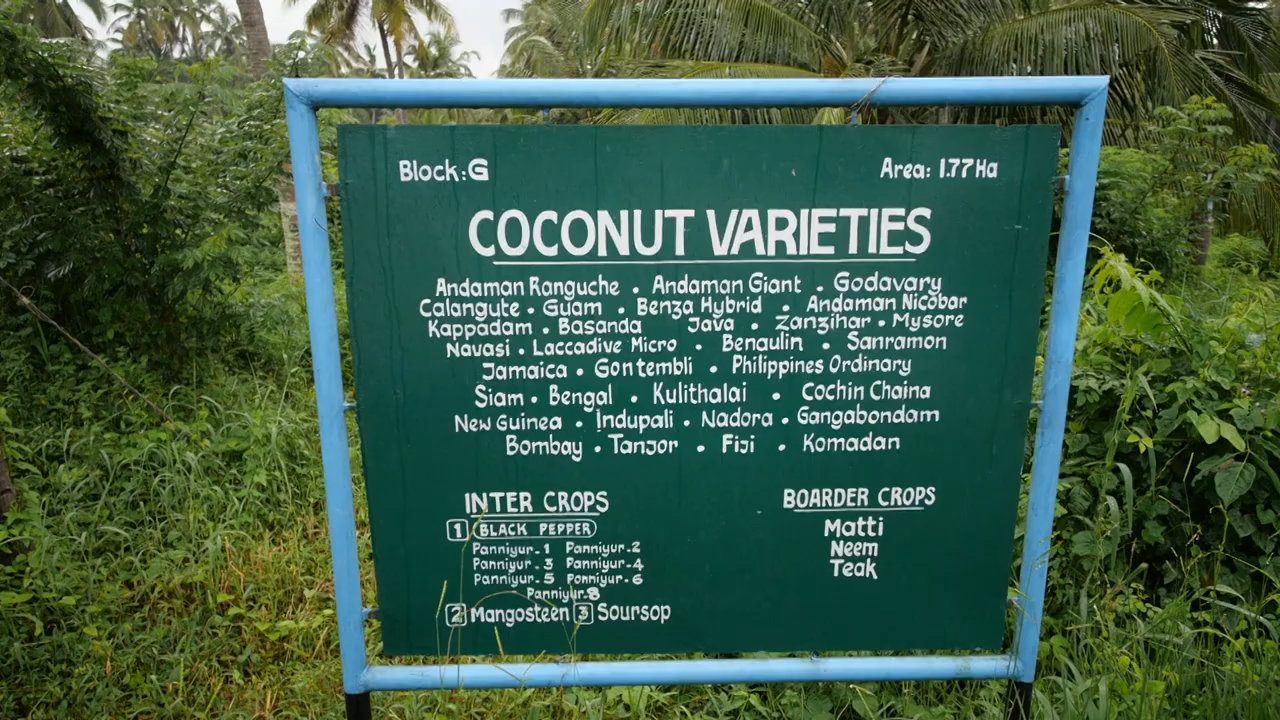 Block: G
Area: 1.77 Ha
COCONUT VARIETIES
Andaman Ranguche . Andaman Giant . Godavary
Calangute . Guam . Benza Hybrid . Andaman Nicobar
Kappadam . Basanda Java . Zanzihar . Mysore
Navasi . Laccadive Micro . Benaulin . Sanramon
Jamaica . Gontembli . Philippines Ordinary
Siam . Bengal . Kulithalai . Cochin Chaina
New Guinea . Indupali . Nadora . Gangabondam
Bombay . Tanjor . Fiji . Komadan
INTER CROPS
1 BLACK PEPPER
Panniyur-1 Panniyur-2
Panniyur-3 Panniyur-4
Panniyur-5 Ponniyur-6
Panniyur-8
2 Mangosteen 3 Soursop
BOARDER CROPS
Matti
Neem
Teak